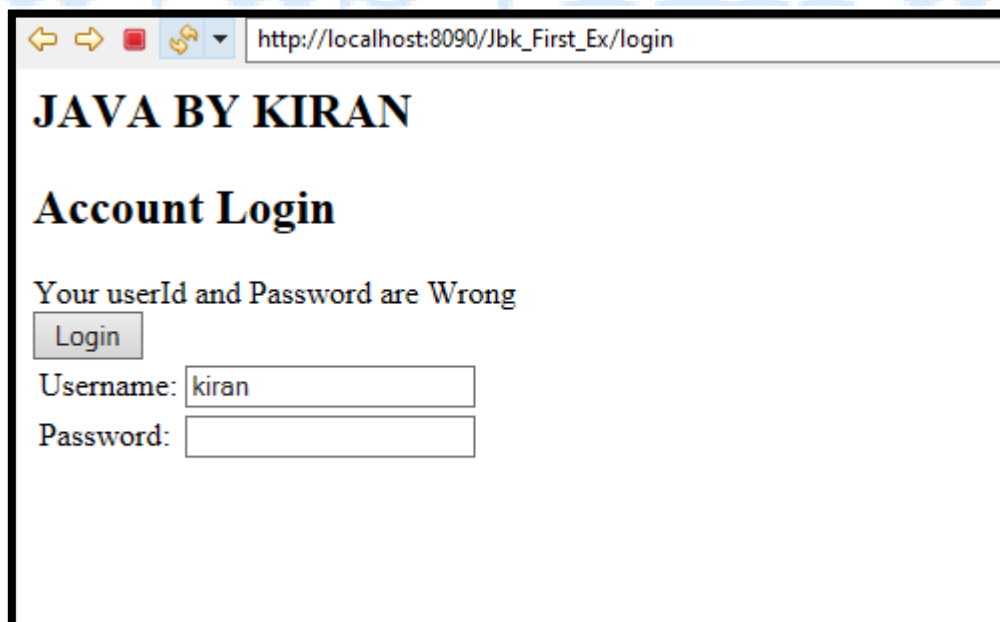 http://localhost:8090/Jbk_First_Ex/login
JAVA BY KIRAN
Account Login
Your userId and Password are Wrong
Login
Username: kiran
Password: